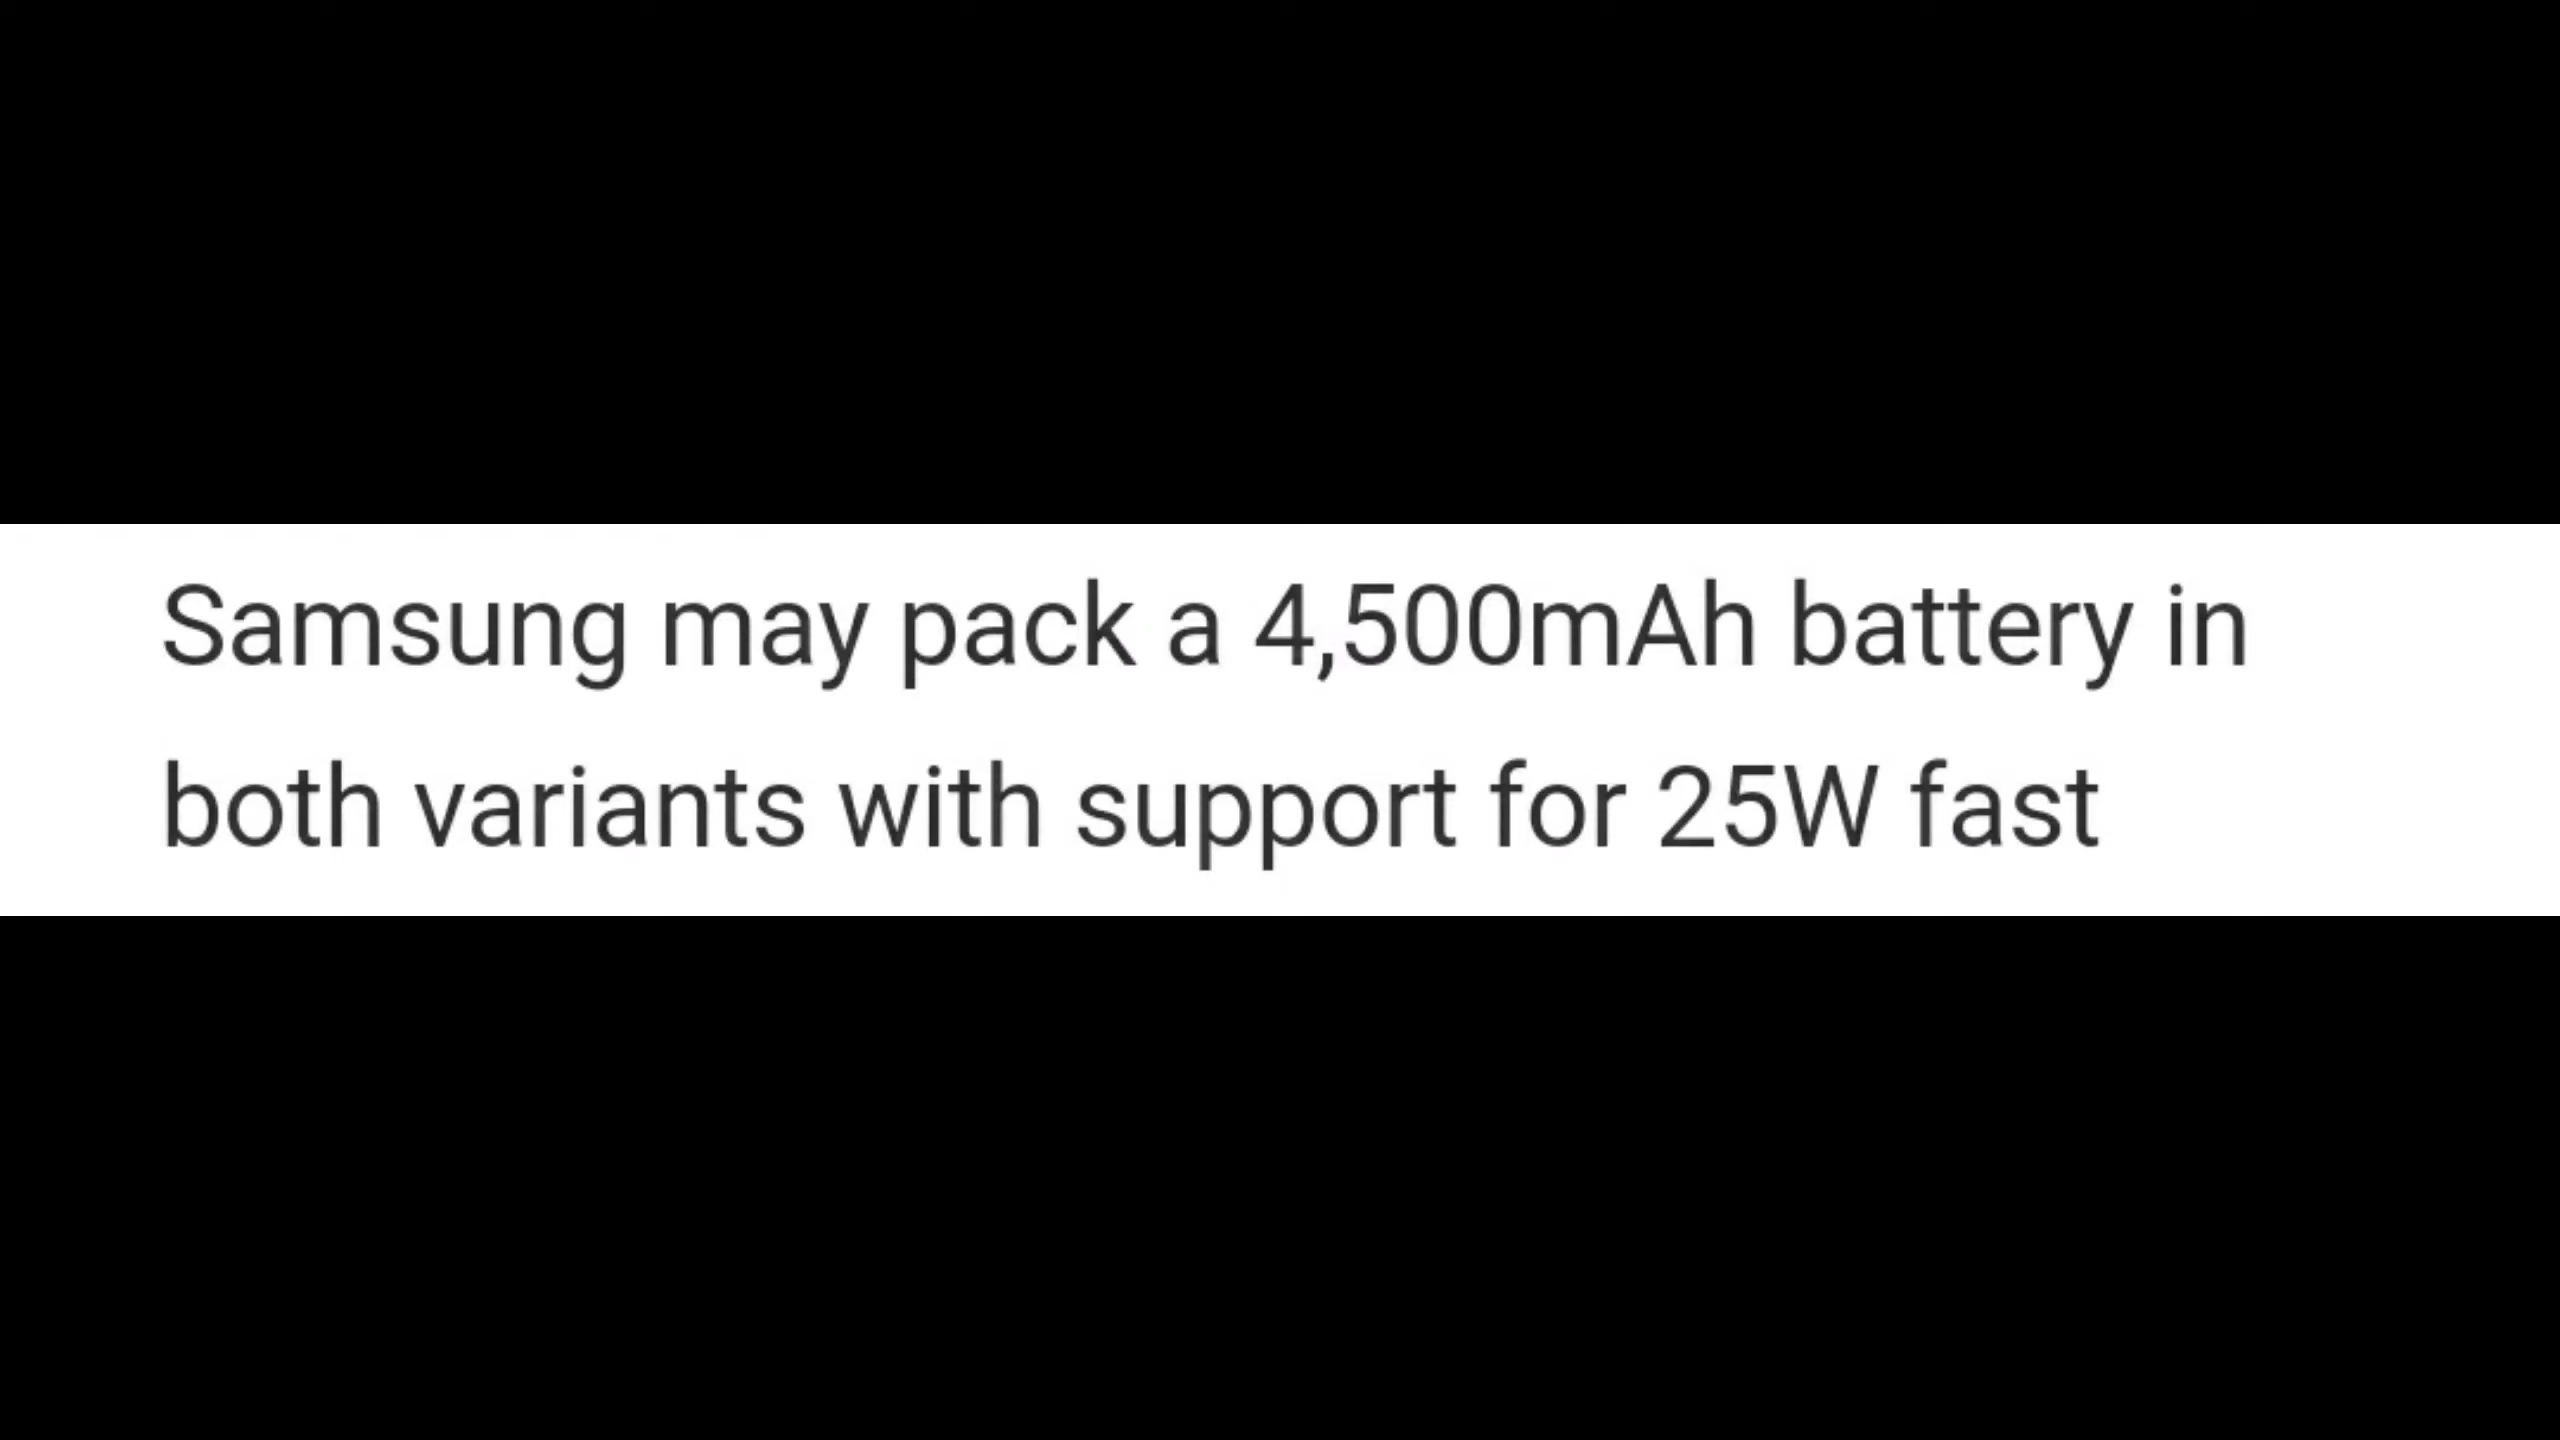 Samsung may pack a 4,500mAh battery in
both variants with support for 25W fast